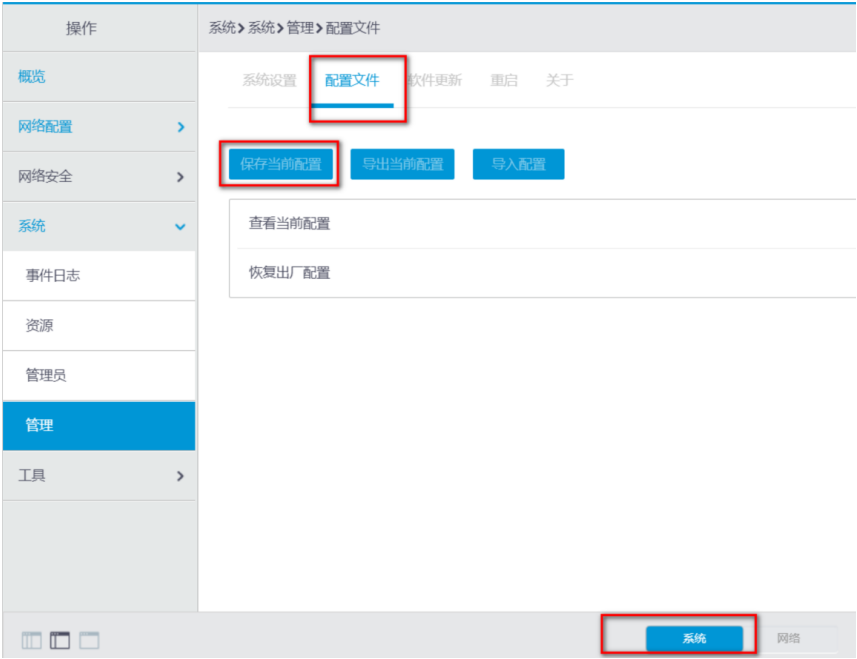 操作
系统>系统>管理>配置文件
概览
网络配置
网络安全
系统
事件日志
资源
管理员
管理
工具
系统设置 配置文件 软件更新 重启 关于
保存当前配置 导出当前配置 导入配置
查看当前配置
恢复出厂配置
系统 网络